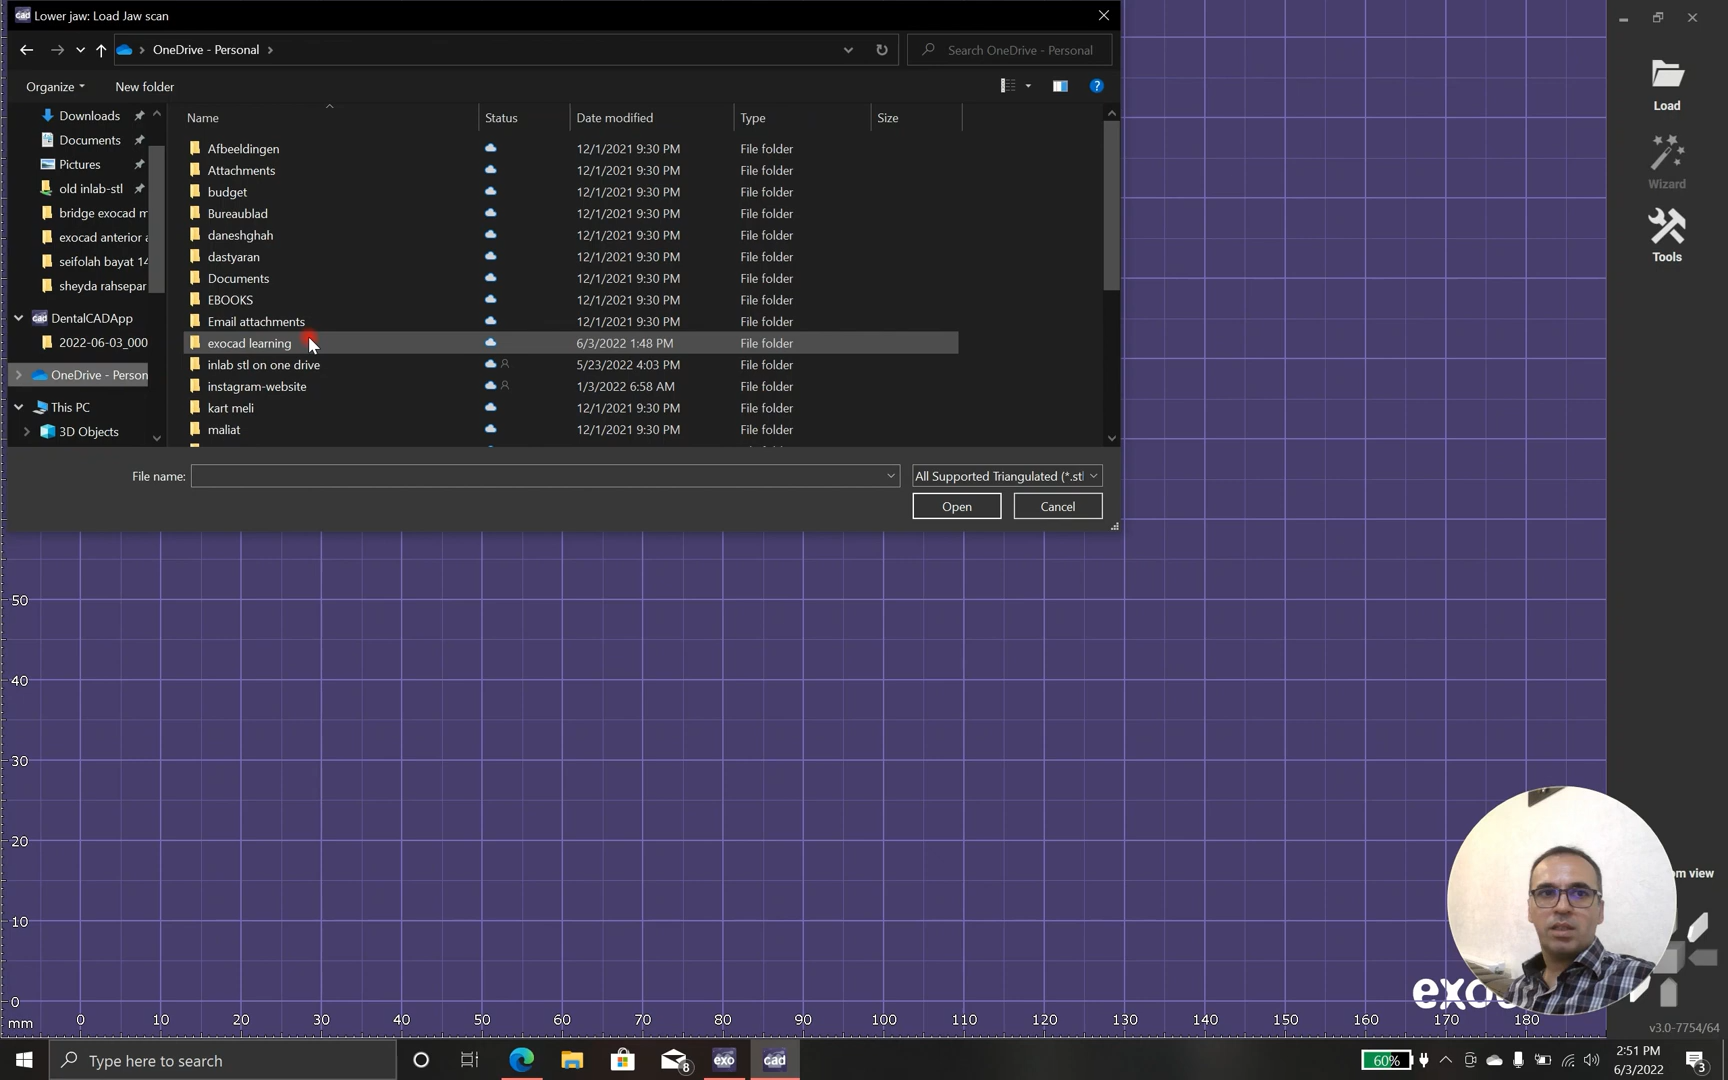 Lower jaw: Load Jaw scan
OneDrive - Personal
Search OneDrive - Personal
Organize
New folder
Name Status Date modified Type Size
Downloads
Documents
Pictures
old inlab-stl
bridge exocad m
exocad anterior a
seifolah bayat 14
sheyda rahsepar
DentalCADApp
2022-06-03_000
OneDrive - Person
This PC
3D Objects
Afbeeldingen 12/1/2021 9:30 PM File folder
Attachments 12/1/2021 9:30 PM File folder
budget 12/1/2021 9:30 PM File folder
Bureaublad 12/1/2021 9:30 PM File folder
daneshghah 12/1/2021 9:30 PM File folder
dastyaran 12/1/2021 9:30 PM File folder
Documents 12/1/2021 9:30 PM File folder
EBOOKS 12/1/2021 9:30 PM File folder
Email attachments 12/1/2021 9:30 PM File folder
exocad learning 6/3/2022 1:48 PM File folder
inlab stl on one drive 5/23/2022 4:03 PM File folder
instagram-website 1/3/2022 6:58 AM File folder
kart meli 12/1/2021 9:30 PM File folder
maliat 12/1/2021 9:30 PM File folder
File name:
All Supported Triangulated (*.stl
Open
Cancel
Load
Wizard
Tools
50
40
30
20
10
0
mm 0 10 20 30 40 50 60 70 80 90 100 110 120 130 140 150 160 170 180
om view
exo
v3.0-7754/64
Type here to search
8
exo
cad
60%
2:51 PM
6/3/2022
3